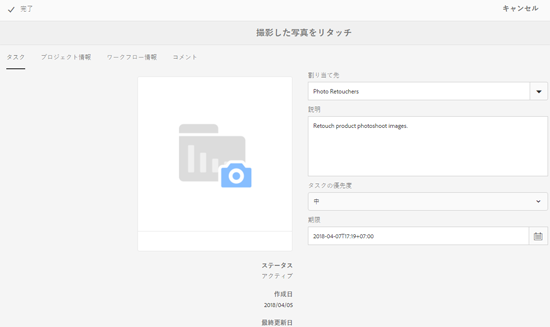 完了
キャンセル
撮影した写真をリタッチ
タスク
プロジェクト情報
ワークフロー情報
コメント
割り当て先
Photo Retouchers
説明
Retouch product photoshoot images.
タスクの優先度
中
期限
2018-04-07T17:19+07:00
ステータス
アクティブ
作成日
2018/04/05
最終更新日